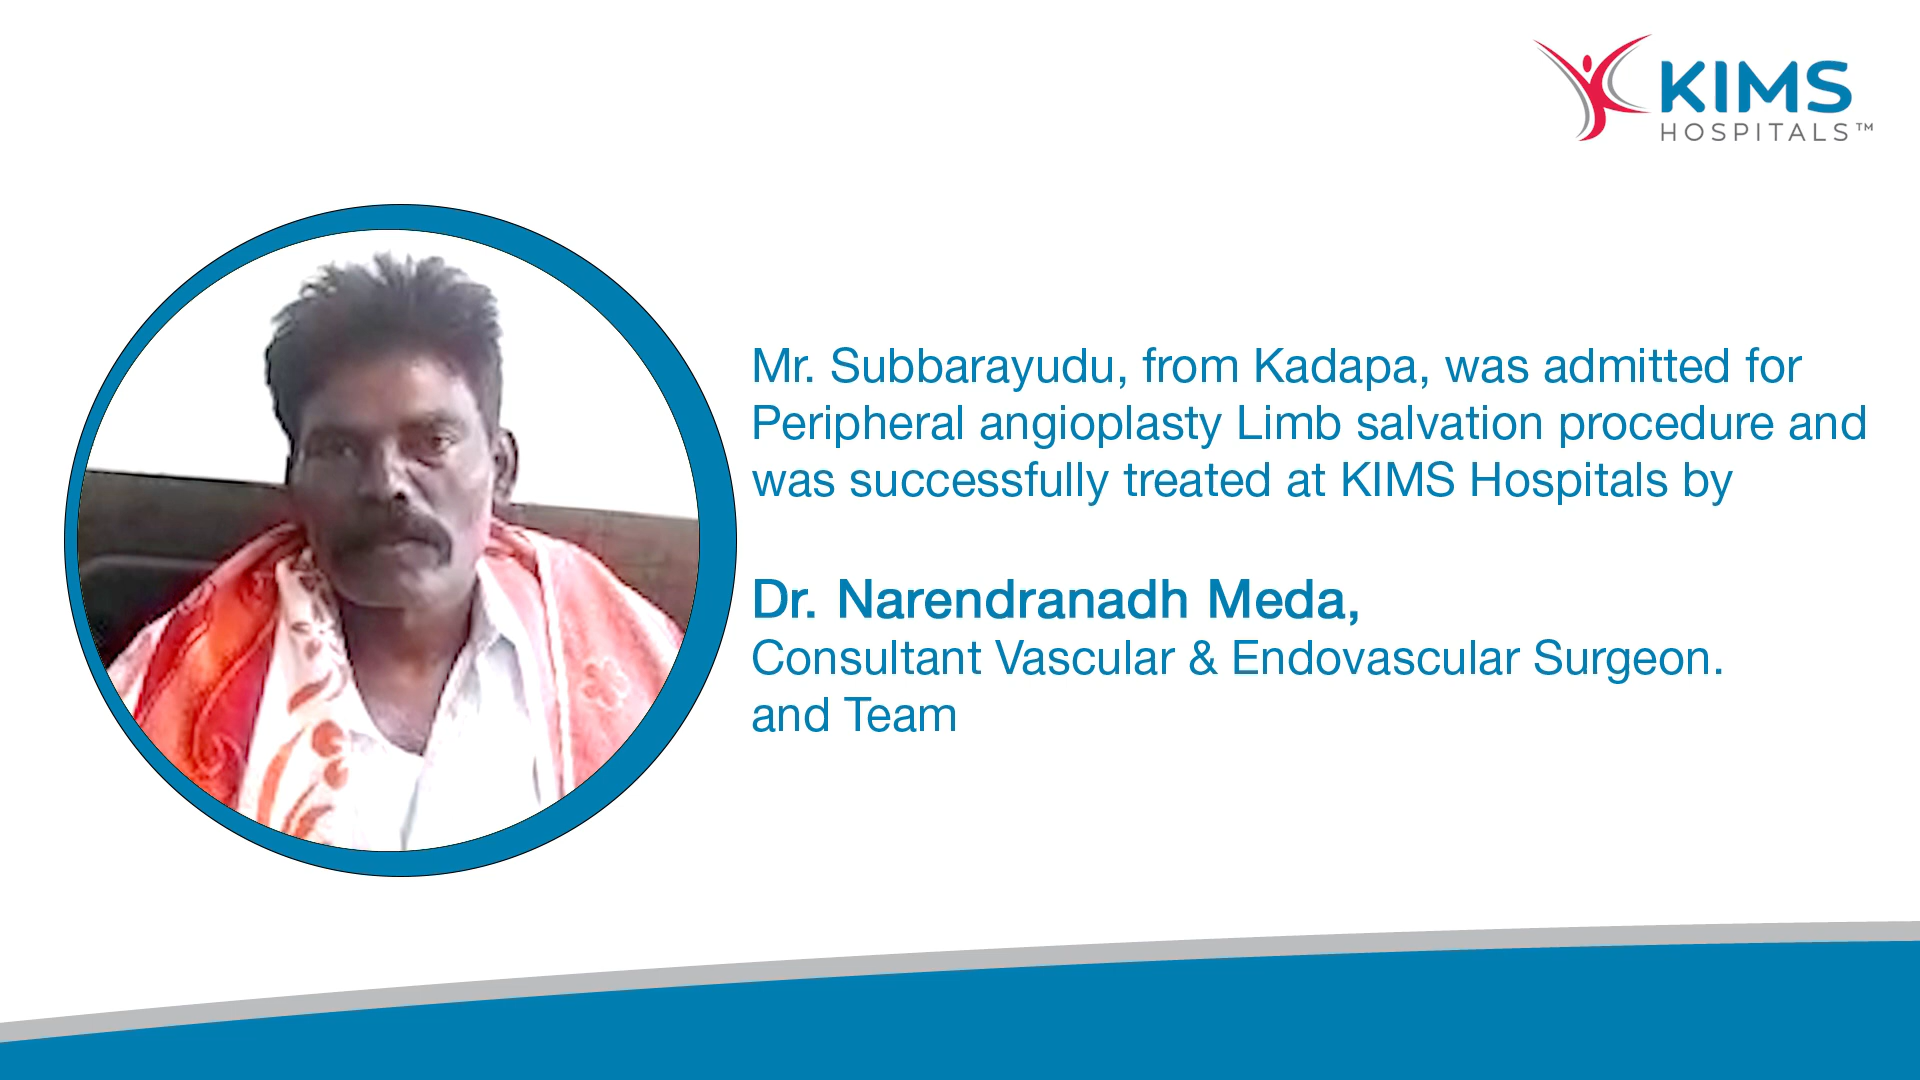 KIMS
HOSPITALS™
Mr. Subbarayudu, from Kadapa, was admitted for
Peripheral angioplasty Limb salvation procedure and
was successfully treated at KIMS Hospitals by
Dr. Narendranadh Meda,
Consultant Vascular & Endovascular Surgeon.
and Team